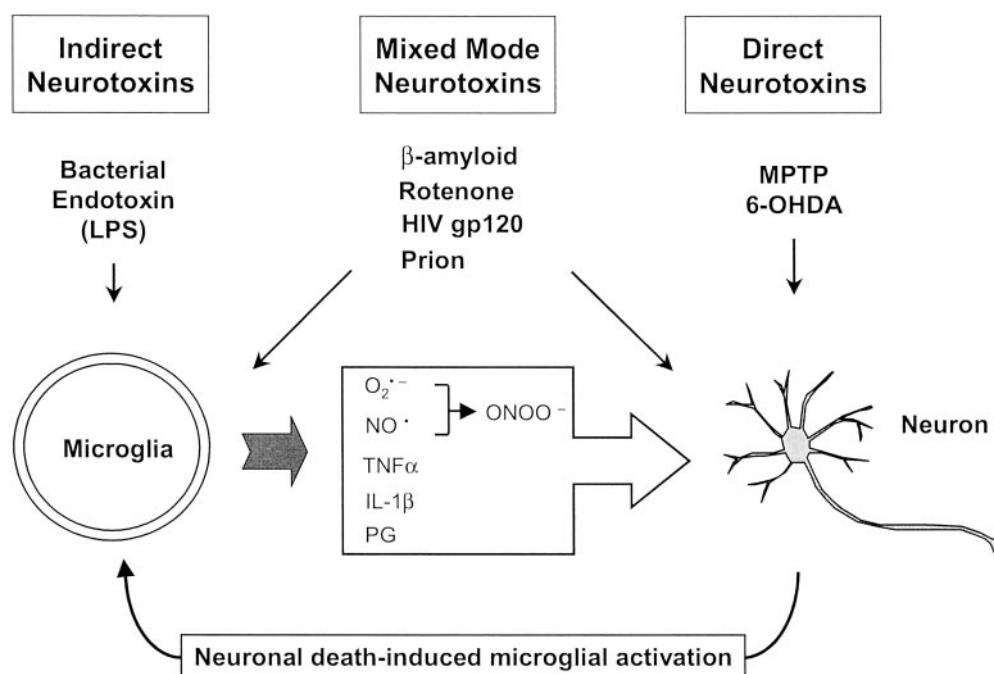 Indirect
Neurotoxins
Mixed Mode
Neurotoxins
Direct
Neurotoxins
Bacterial
Endotoxin
(LPS)
β-amyloid
Rotenone
HIV gp120
Prion
MPTP
6-OHDA
Microglia
O₂•−
NO•
ONOO−
TNFα
IL-1β
PG
Neuron
Neuronal death-induced microglial activation